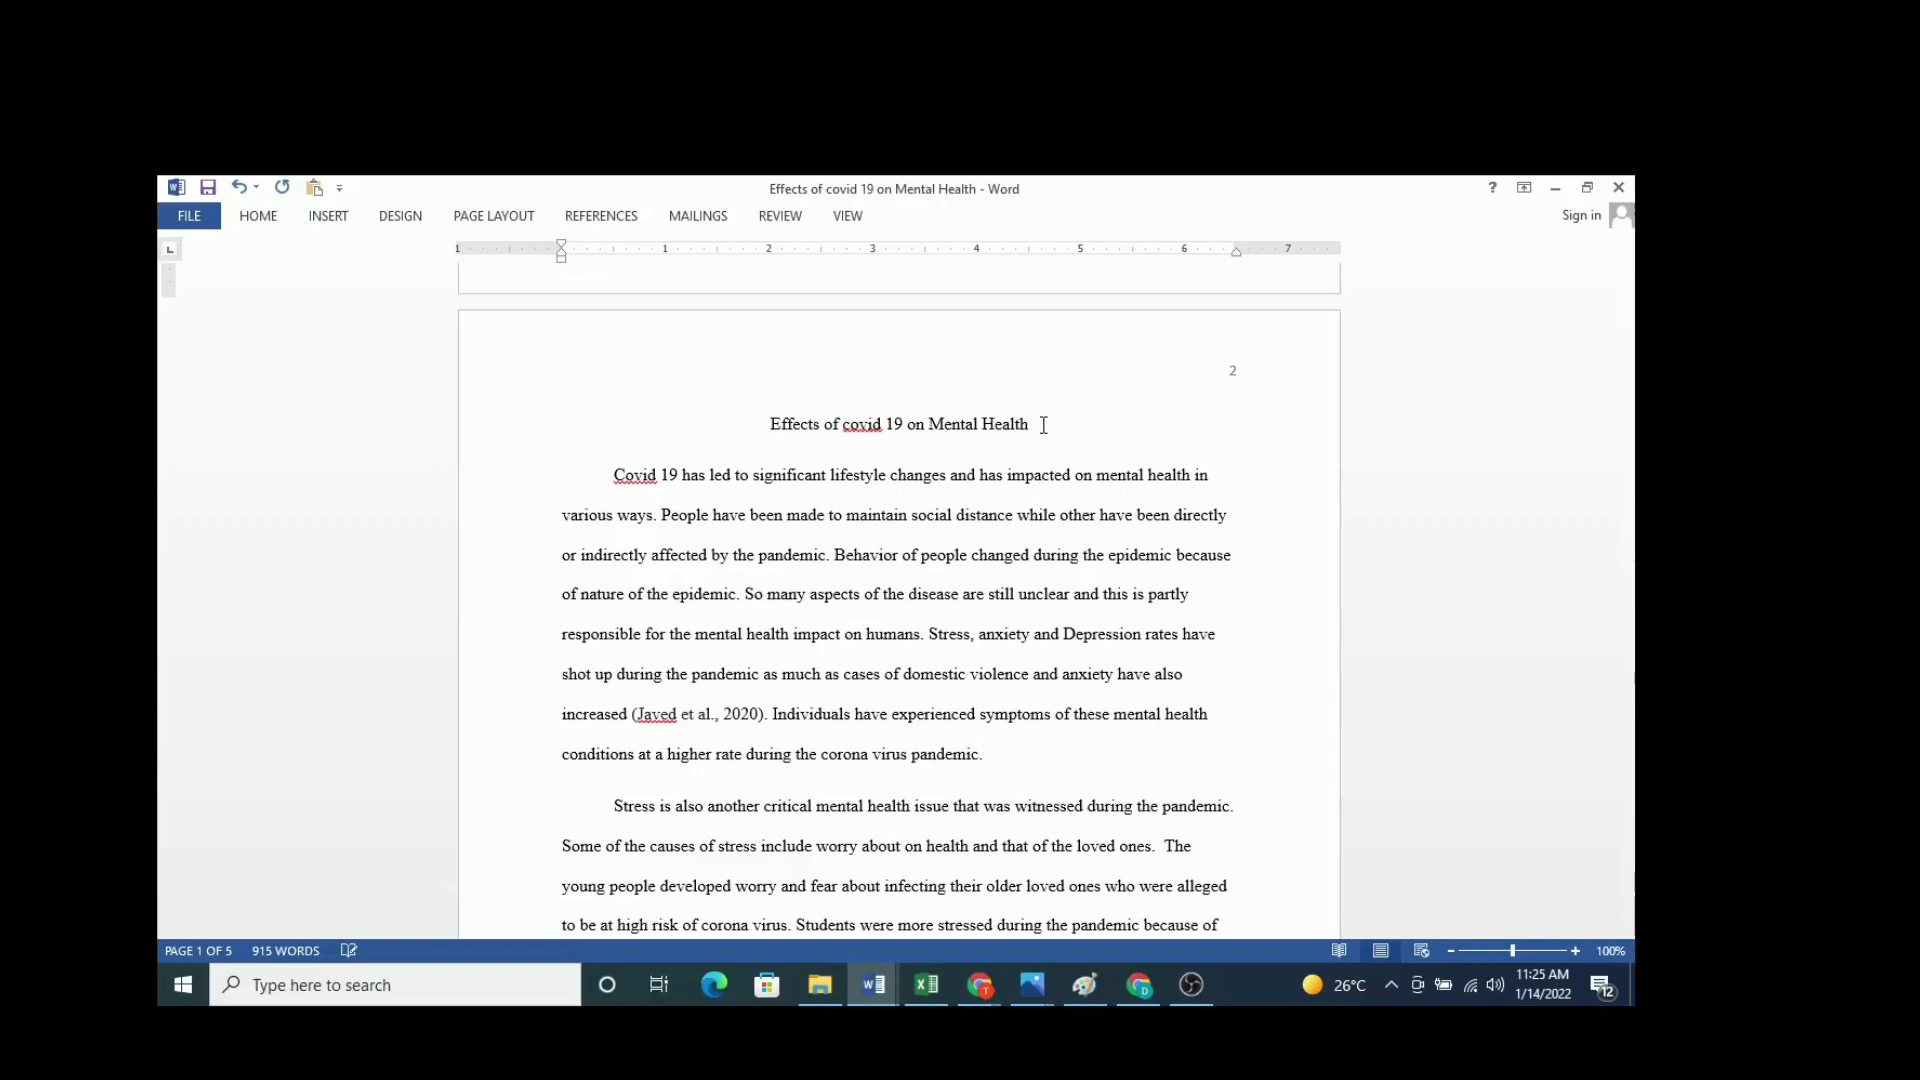 Effects of covid 19 on Mental Health - Word
?
FILE HOME INSERT DESIGN PAGE LAYOUT REFERENCES MAILINGS REVIEW VIEW Sign in
1 1 2 3 4 5 6 7
2
Effects of covid 19 on Mental Health
Covid 19 has led to significant lifestyle changes and has impacted on mental health in
various ways. People have been made to maintain social distance while other have been directly
or indirectly affected by the pandemic. Behavior of people changed during the epidemic because
of nature of the epidemic. So many aspects of the disease are still unclear and this is partly
responsible for the mental health impact on humans. Stress, anxiety and Depression rates have
shot up during the pandemic as much as cases of domestic violence and anxiety have also
increased (Javed et al., 2020). Individuals have experienced symptoms of these mental health
conditions at a higher rate during the corona virus pandemic.
Stress is also another critical mental health issue that was witnessed during the pandemic.
Some of the causes of stress include worry about on health and that of the loved ones.  The
young people developed worry and fear about infecting their older loved ones who were alleged
to be at high risk of corona virus. Students were more stressed during the pandemic because of
PAGE 1 OF 5 915 WORDS 100%
Type here to search 26°C 11:25 AM
1/14/2022 12